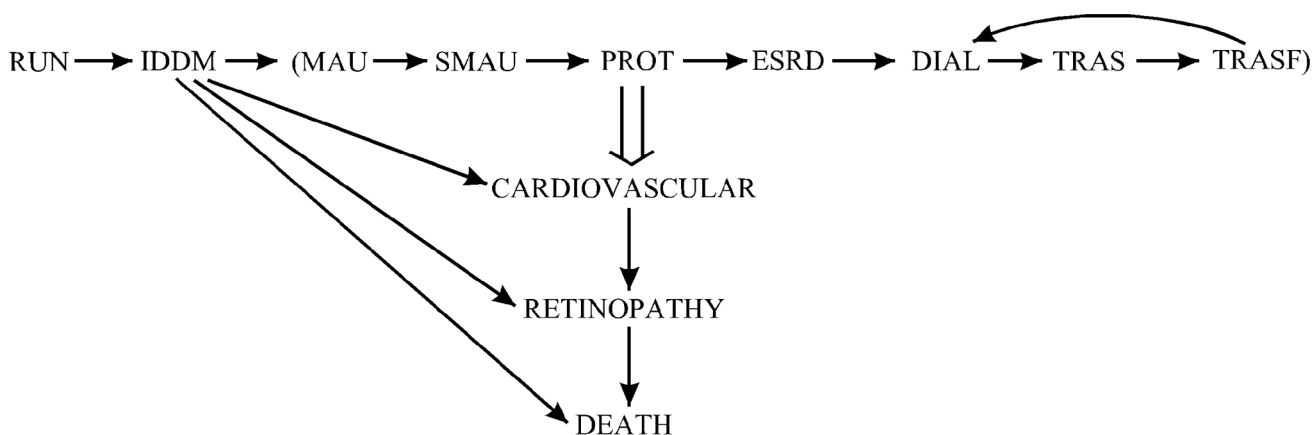 RUN IDDM (MAU SMAU PROT ESRD DIAL TRAS TRASF)
CARDIOVASCULAR
RETINOPATHY
DEATH